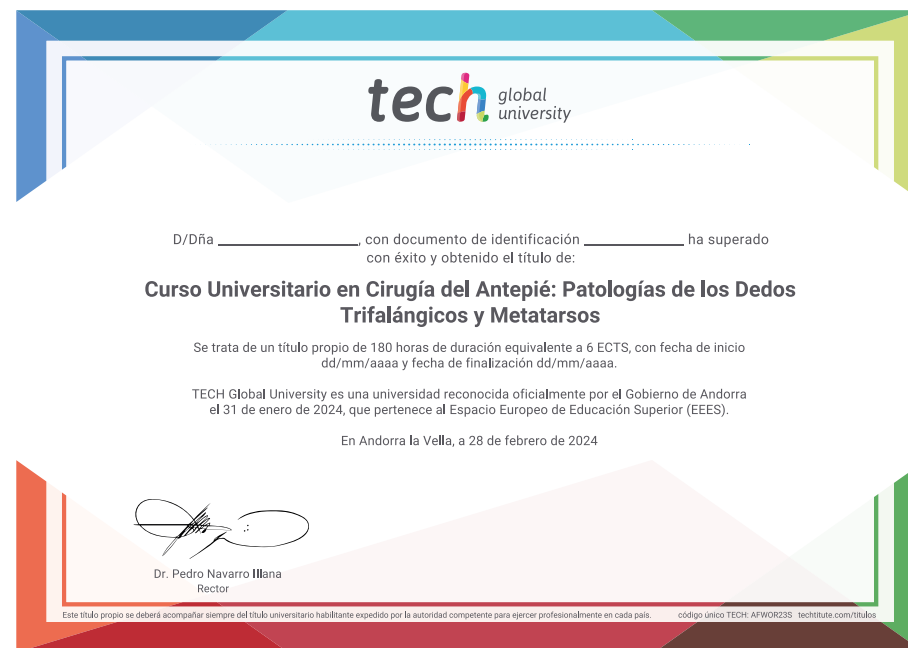 tech global university
D/Dña ________________, con documento de identificación ____________ ha superado
con éxito y obtenido el título de:
Curso Universitario en Cirugía del Antepié: Patologías de los Dedos
Trifalángicos y Metatarsos
Se trata de un título propio de 180 horas de duración equivalente a 6 ECTS, con fecha de inicio
dd/mm/aaaa y fecha de finalización dd/mm/aaaa.
TECH Global University es una universidad reconocida oficialmente por el Gobierno de Andorra
el 31 de enero de 2024, que pertenece al Espacio Europeo de Educación Superior (EEES).
En Andorra la Vella, a 28 de febrero de 2024
Dr. Pedro Navarro Illana
Rector
Este título propio se deberá acompañar siempre del título universitario habilitante expedido por la autoridad competente para ejercer profesionalmente en cada país. código único TECH: AFWOR23S techtitute.com/titulos